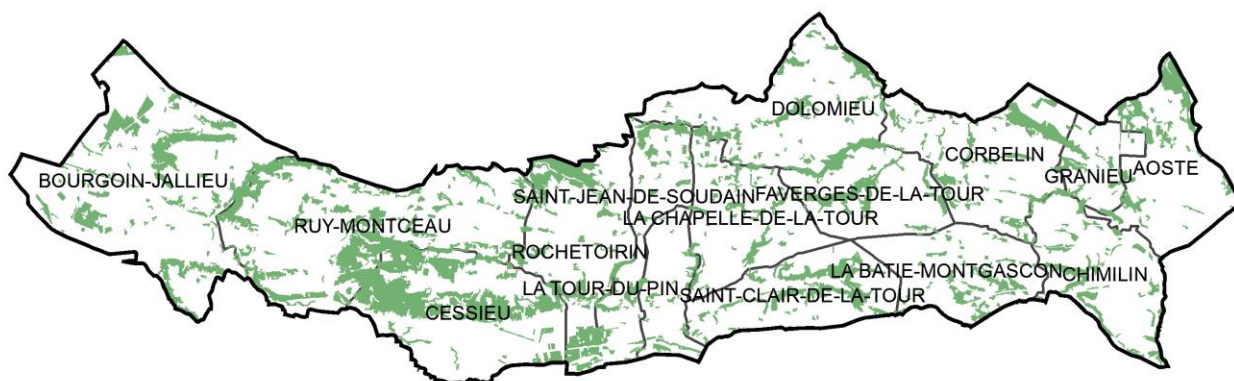 DOLOMIEU
CORBELIN
AOSTE
GRANIEU
BOURGOIN-JALLIEU
SAINT-JEAN-DE-SOUDAIN
FAVERGES-DE-LA-TOUR
LA CHAPELLE-DE-LA-TOUR
RUY-MONTCEAU
ROCHETOIRIN
LA BATIE-MONTGASCON
CHIMILIN
LA TOUR-DU-PIN
SAINT-CLAIR-DE-LA-TOUR
CESSIEU